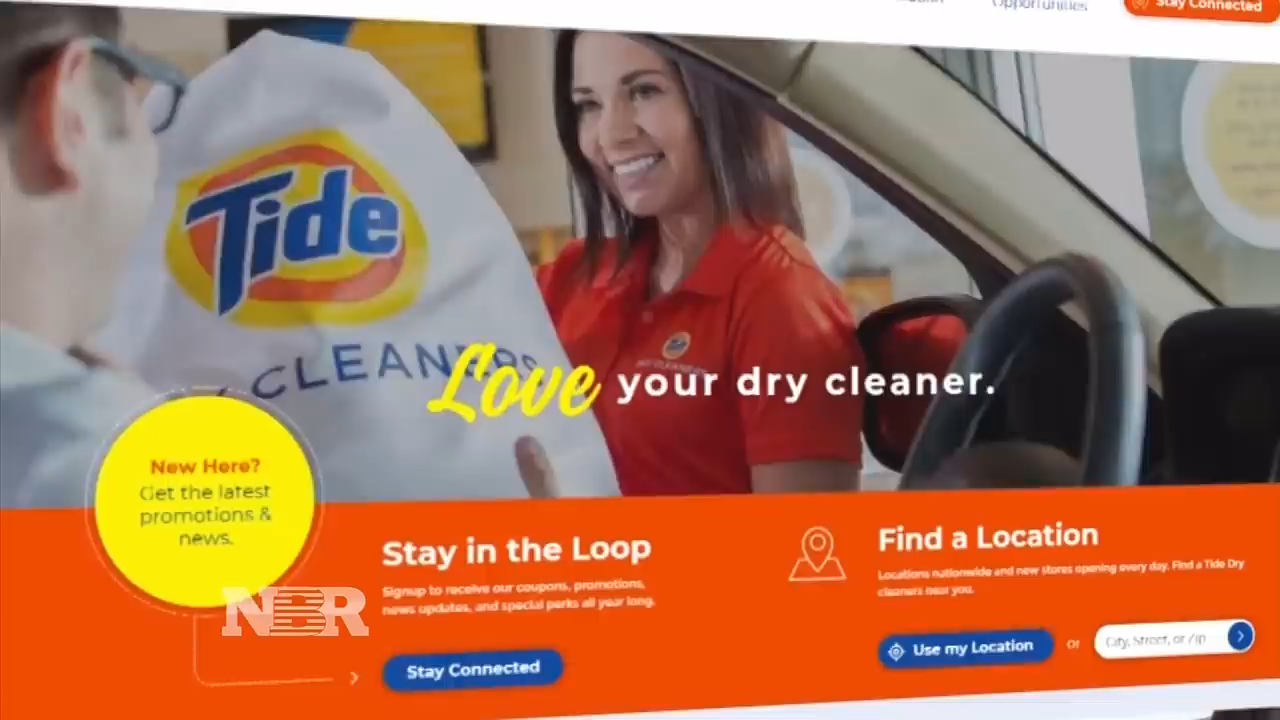 Opportunities
Stay Connected
Tide
CLEANERS
Love your dry cleaner.
New Here?
Get the latest
promotions &
news.
Stay in the Loop
Signup to receive our coupons, promotions,
news updates, and special perks all year long.
Stay Connected
Find a Location
Locations nationwide and new stores opening every day. Find a Tide Dry
cleaners near you.
Use my Location
or
City, Street, or Zip
NBR